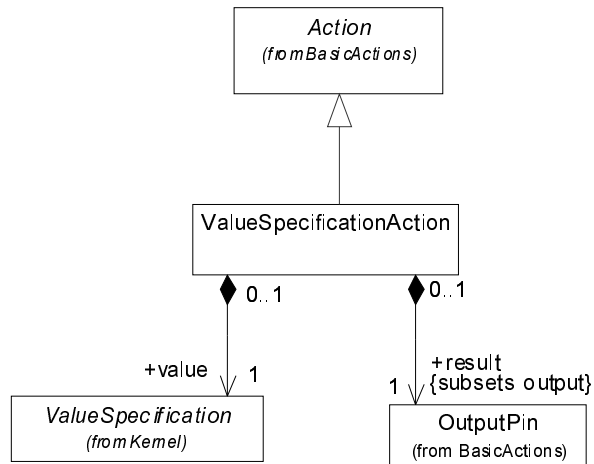 Action
(fromBasicActions)
ValueSpecificationAction
0..1
0..1
+value
1
+result
{subsets output}
1
ValueSpecification
(fromKernel)
OutputPin
(from BasicActions)